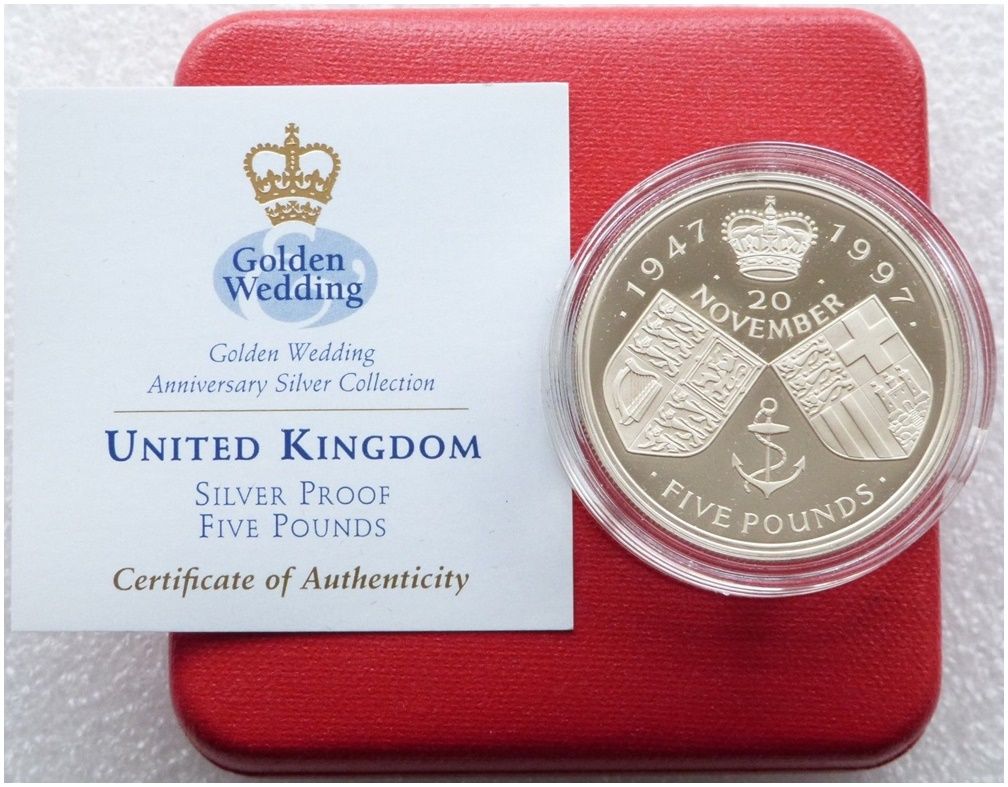 Golden
Wedding
Golden Wedding
Anniversary Silver Collection
UNITED KINGDOM
SILVER PROOF
FIVE POUNDS
Certificate of Authenticity
· 1947 1997 ·
· 20 ·
NOVEMBER
· FIVE POUNDS ·